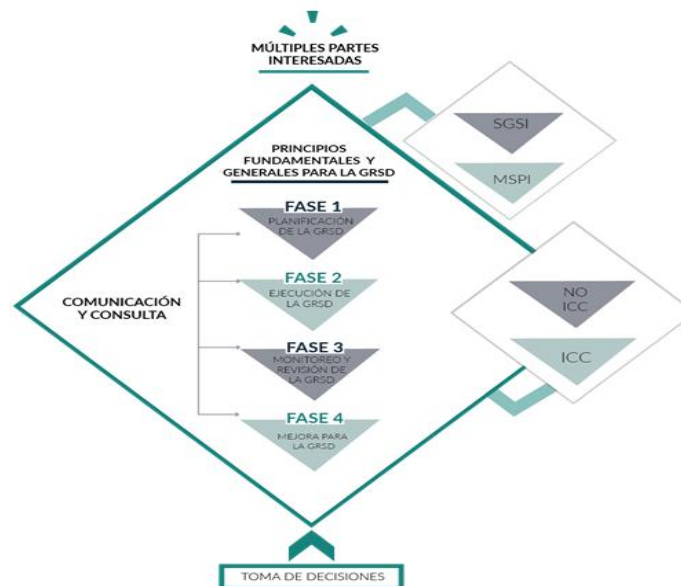 MÚLTIPLES PARTES
INTERESADAS
SGSI
MSPI
PRINCIPIOS
FUNDAMENTALES Y
GENERALES PARA LA GRSD
FASE 1
PLANIFICACIÓN
DE LA GRSD
FASE 2
EJECUCIÓN DE
LA GRSD
COMUNICACIÓN
Y CONSULTA
NO
ICC
ICC
FASE 3
MONITOREO Y
REVISIÓN DE
LA GRSD
FASE 4
MEJORA PARA
LA GRSD
TOMA DE DECISIONES